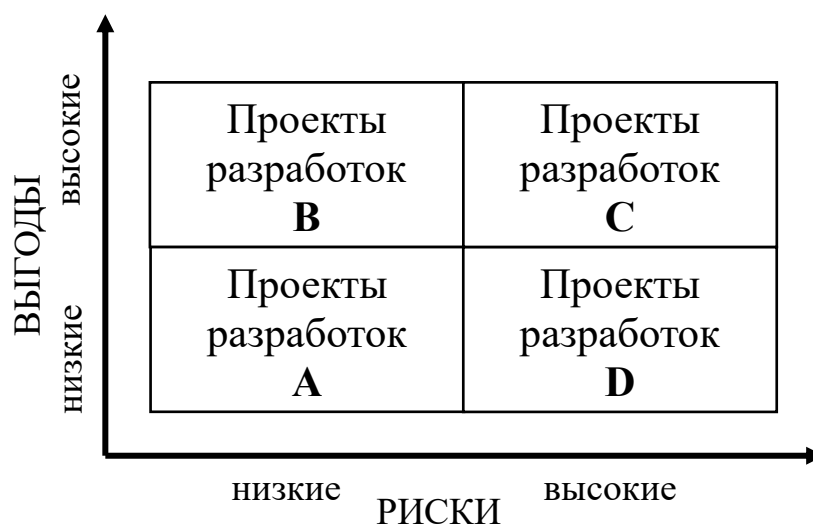 ВЫГОДЫ
высокие
низкие
Проекты
разработок
B
Проекты
разработок
C
Проекты
разработок
A
Проекты
разработок
D
низкие
высокие
РИСКИ